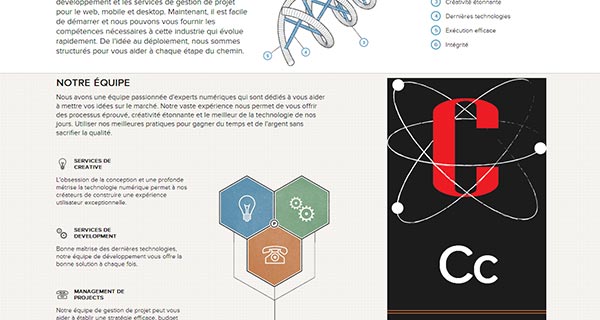 développement et les services de gestion de projet
pour le web, mobile et desktop. Maintenant, il est facile
de démarrer et nous pouvons vous fournir les
compétences nécessaires à cette industrie qui évolue
rapidement. De l'idée au déploiement, nous sommes
structurés pour vous aider à chaque étape du chemin.
6
5
3 Créativité étonnante
4 Dernières technologies
5 Exécution efficace
6 Intégrité
NOTRE ÉQUIPE
Nous avons une équipe passionnée d'experts numériques qui sont dédiés à vous aider
à mettre vos idées sur le marché. Notre vaste expérience nous permet de vous offrir
des processus éprouvé, créativité étonnante et le meilleur de la technologie de nos
jours. Utiliser nos meilleures pratiques pour gagner du temps et de l'argent sans
sacrifier la qualité.
SERVICES DE
CREATIVE
L'obsession de la conception et une profonde
métrise la technologie numérique permet à nos
créateurs de construire une expérience
utilisateur exceptionnelle.
SERVICES DE
DEVELOPMENT
Bonne maîtrise des dernières technologies,
notre équipe de développement vous offre la
bonne solution à chaque fois.
MANAGEMENT DE
PROJECTS
Notre équipe de gestion de projet peut vous
aider à établir une stratégie efficace, budget
C
Cc